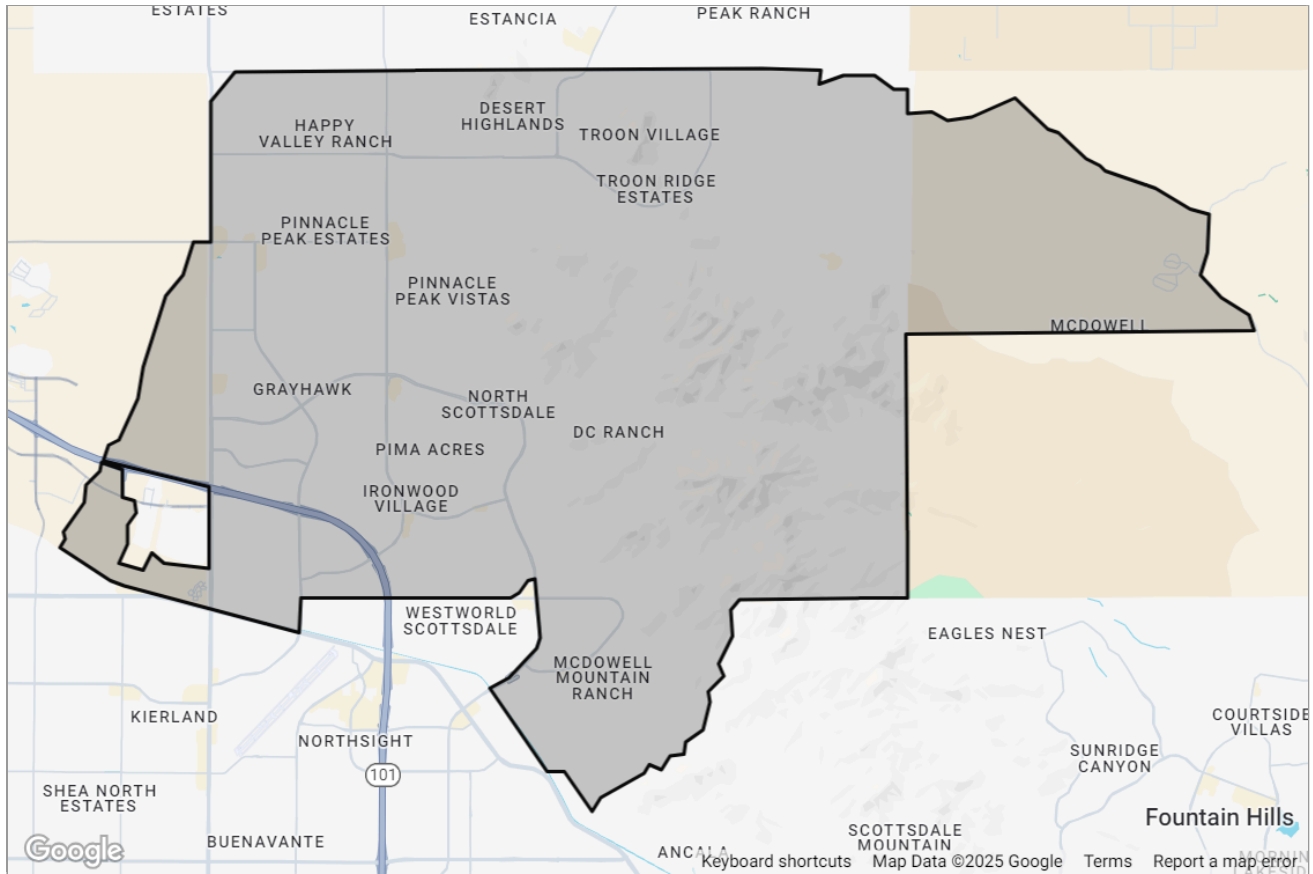 ESTATES
ESTANCIA
PEAK RANCH
HAPPY
VALLEY RANCH
DESERT
HIGHLANDS
TROON VILLAGE
TROON RIDGE
ESTATES
PINNACLE
PEAK ESTATES
PINNACLE
PEAK VISTAS
MCDOWELL
GRAYHAWK
NORTH
SCOTTSDALE
DC RANCH
PIMA ACRES
IRONWOOD
VILLAGE
WESTWORLD
SCOTTSDALE
EAGLES NEST
MCDOWELL
MOUNTAIN
RANCH
KIERLAND
NORTHSIGHT
COURTSIDE
VILLAS
SUNRIDGE
CANYON
101
SHEA NORTH
ESTATES
Fountain Hills
BUENAVANTE
SCOTTSDALE
MOUNTAIN
ANCALA
Google
Keyboard shortcuts
Map Data ©2025 Google
Terms
Report a map error